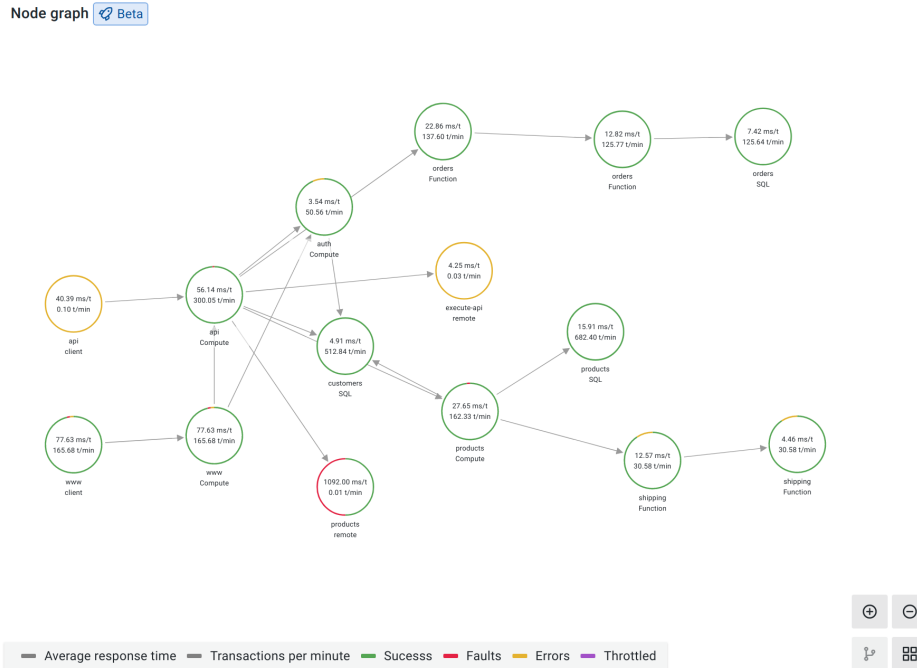 Node graph Beta
22.86 ms/t
137.60 t/min
orders
Function
12.82 ms/t
125.77 t/min
orders
Function
7.42 ms/t
125.64 t/min
orders
SQL
3.54 ms/t
50.56 t/min
auth
Compute
4.25 ms/t
0.03 t/min
execute-api
remote
40.39 ms/t
0.10 t/min
api
client
56.14 ms/t
300.05 t/min
api
Compute
4.91 ms/t
512.84 t/min
customers
SQL
15.91 ms/t
682.40 t/min
products
SQL
77.63 ms/t
165.68 t/min
www
client
77.63 ms/t
165.68 t/min
www
Compute
27.65 ms/t
162.33 t/min
products
Compute
1092.00 ms/t
0.01 t/min
products
remote
12.57 ms/t
30.58 t/min
shipping
Function
4.46 ms/t
30.58 t/min
shipping
Function
Average response time Transactions per minute Sucesss Faults Errors Throttled